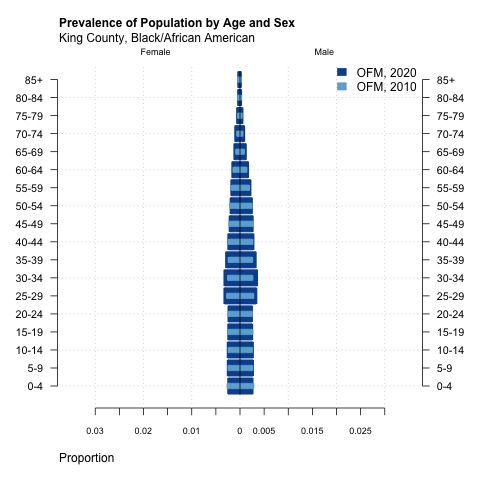 Prevalence of Population by Age and Sex
King County, Black/African American
Female Male
OFM, 2020
OFM, 2010
85+ 85+
80-84 80-84
75-79 75-79
70-74 70-74
65-69 65-69
60-64 60-64
55-59 55-59
50-54 50-54
45-49 45-49
40-44 40-44
35-39 35-39
30-34 30-34
25-29 25-29
20-24 20-24
15-19 15-19
10-14 10-14
5-9 5-9
0-4 0-4
0.03 0.02 0.01 0 0.005 0.015 0.025
Proportion